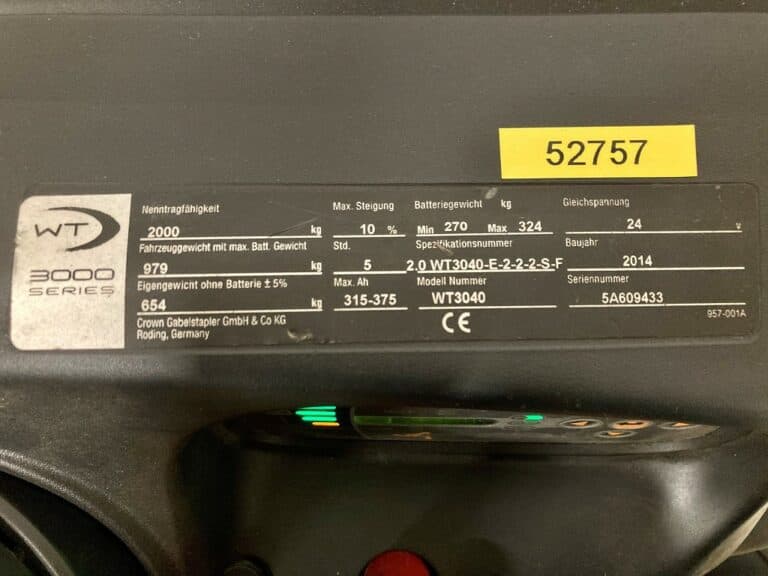 52757
WT
3000
SERIES
Nenntragfähigkeit
2000 kg
Fahrzeuggewicht mit max. Batt. Gewicht
979 kg
Eigengewicht ohne Batterie ± 5%
654 kg
Crown Gabelstapler GmbH & Co KG
Roding, Germany
Max. Steigung
10 %
Std.
5
Max. Ah
315-375
Batteriegewicht kg
Min 270 Max 324
Spezifikationsnummer
2.0 WT3040-E-2-2-2-S-F
Modell Nummer
WT3040
CE
Gleichspannung
24 v
Baujahr
2014
Seriennummer
5A609433
957-001A